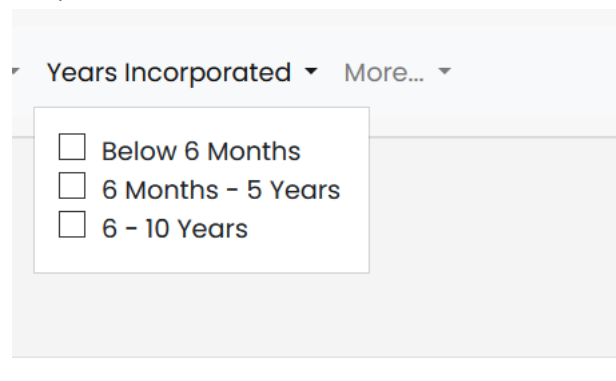 Years Incorporated More...
Below 6 Months
6 Months - 5 Years
6 - 10 Years